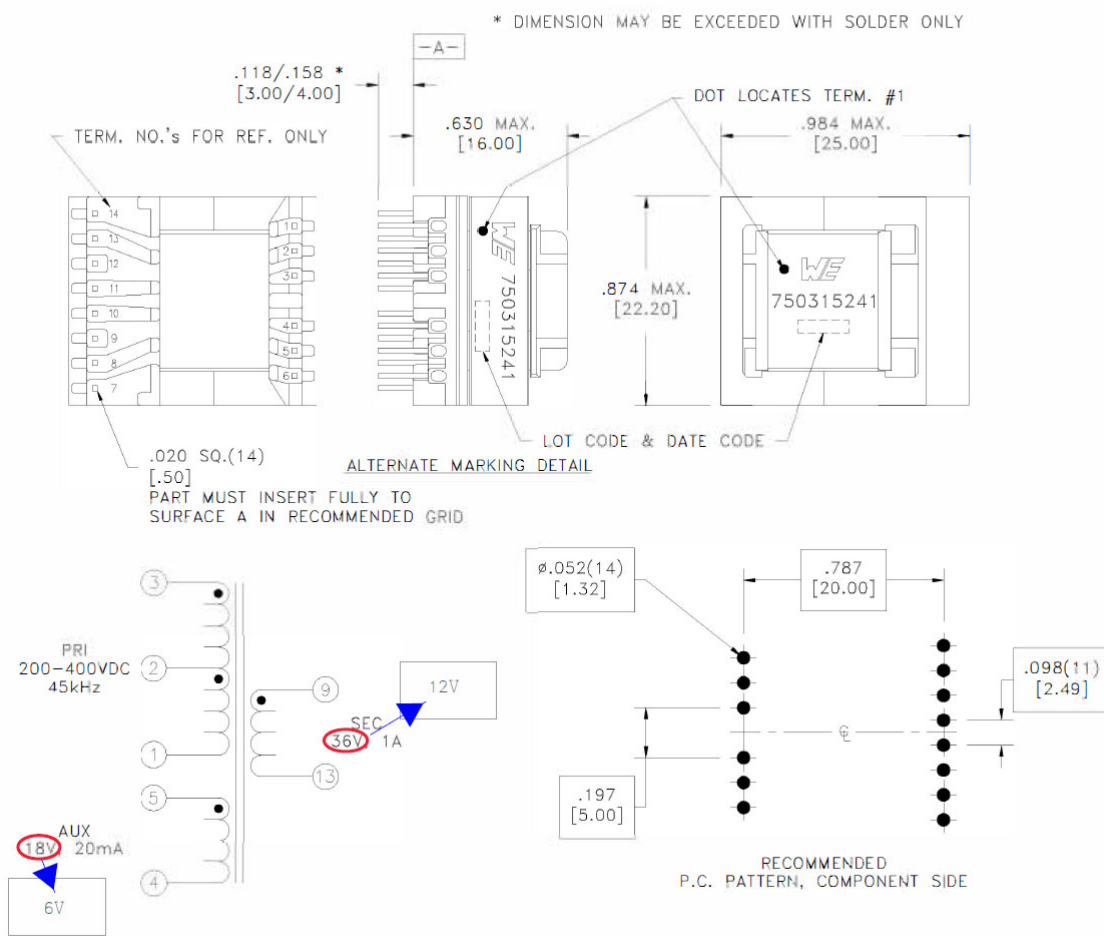 * DIMENSION MAY BE EXCEEDED WITH SOLDER ONLY
-A-
.118/.158 *
[3.00/4.00]
DOT LOCATES TERM. #1
TERM. NO.'s FOR REF. ONLY
.630 MAX.
[16.00]
.984 MAX.
[25.00]
14
13
12
11
10
9
8
7
1
2
3
4
5
6
WE
750315241
.874 MAX.
[22.20]
WE
750315241
LOT CODE & DATE CODE
.020 SQ.(14)
[.50]
ALTERNATE MARKING DETAIL
PART MUST INSERT FULLY TO
SURFACE A IN RECOMMENDED GRID
3
PRI
200-400VDC
45kHz
2
1
5
AUX
18V, 20mA
6V
4
9
12V
SEC
36V, 1A
13
ø.052(14)
[1.32]
.787
[20.00]
.098(11)
[2.49]
℄
.197
[5.00]
RECOMMENDED
P.C. PATTERN, COMPONENT SIDE